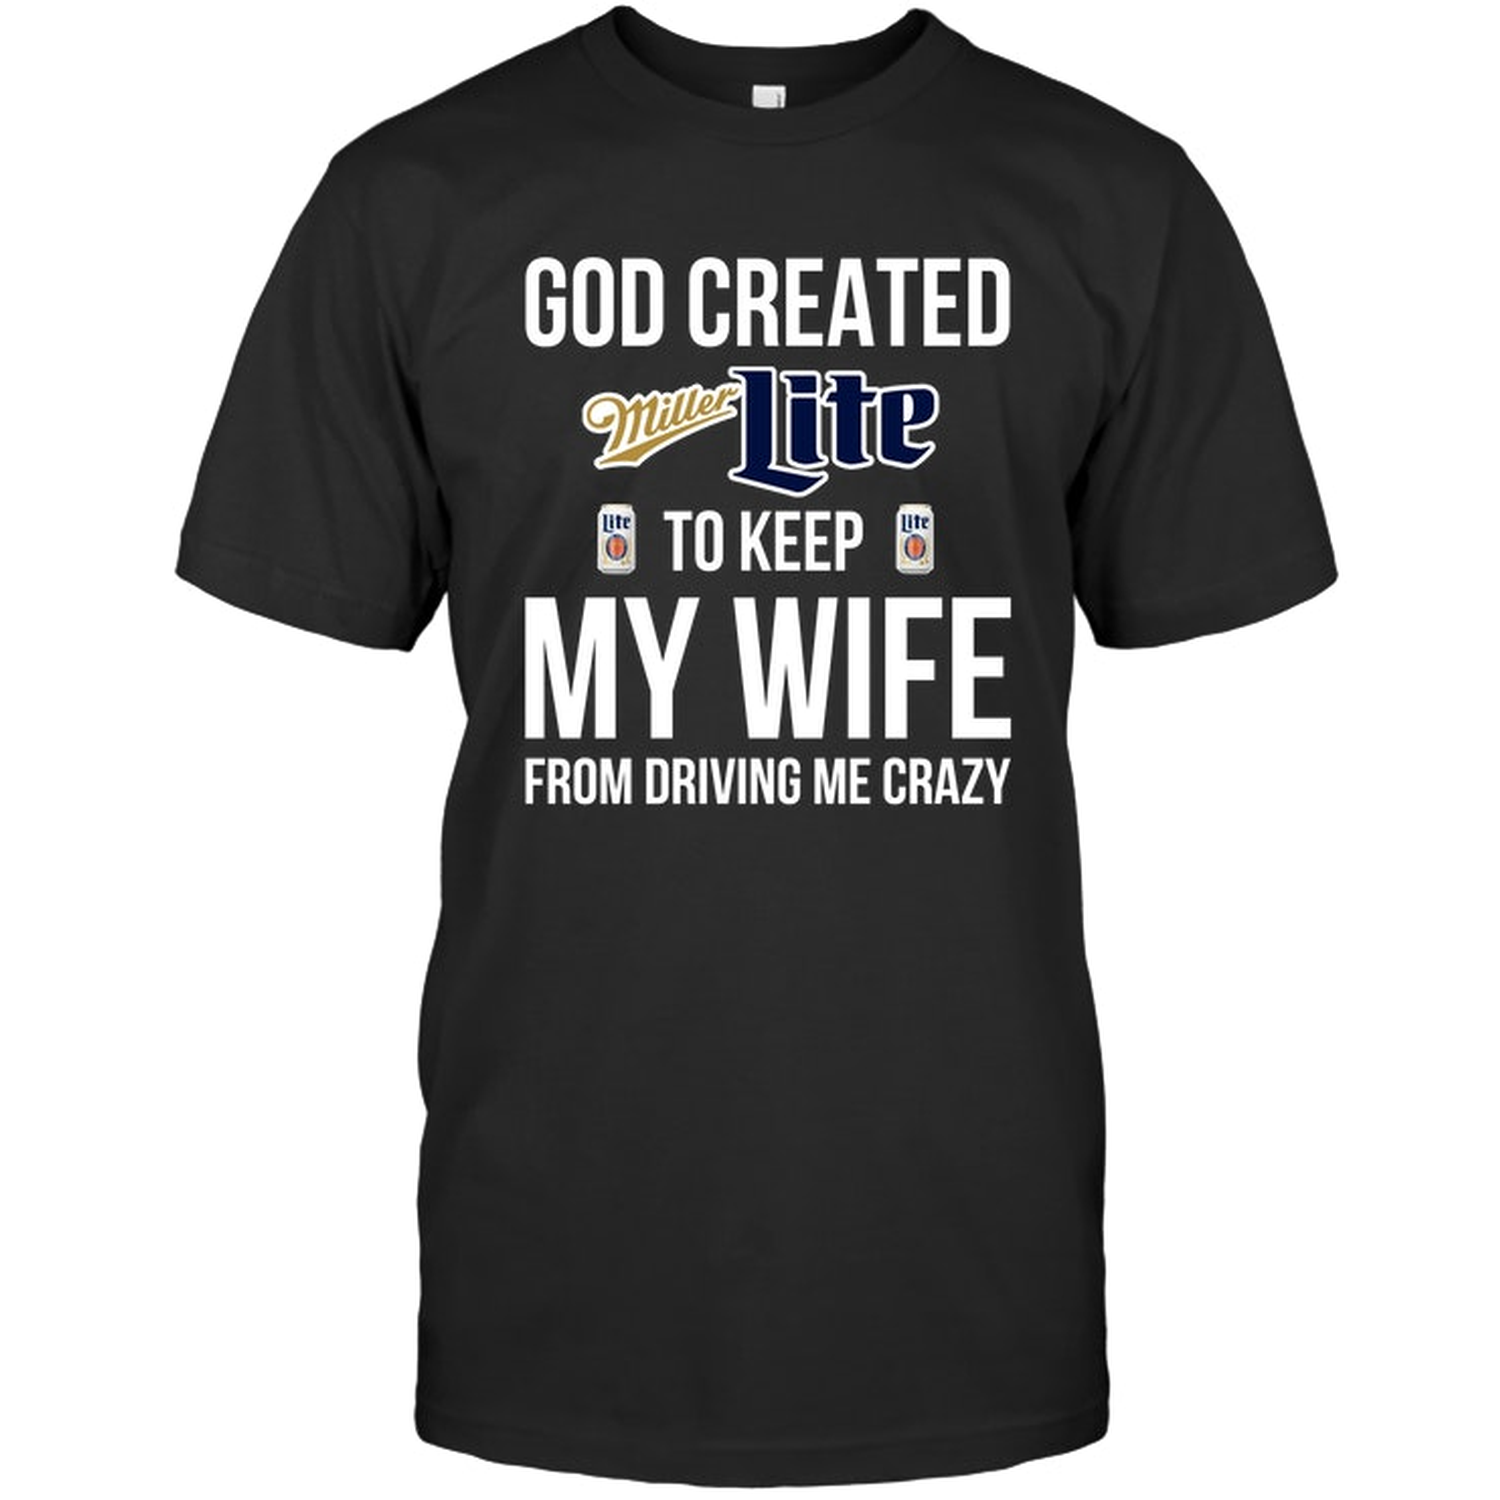 GOD CREATED
Miller Lite
Lite TO KEEP Lite
MY WIFE
FROM DRIVING ME CRAZY